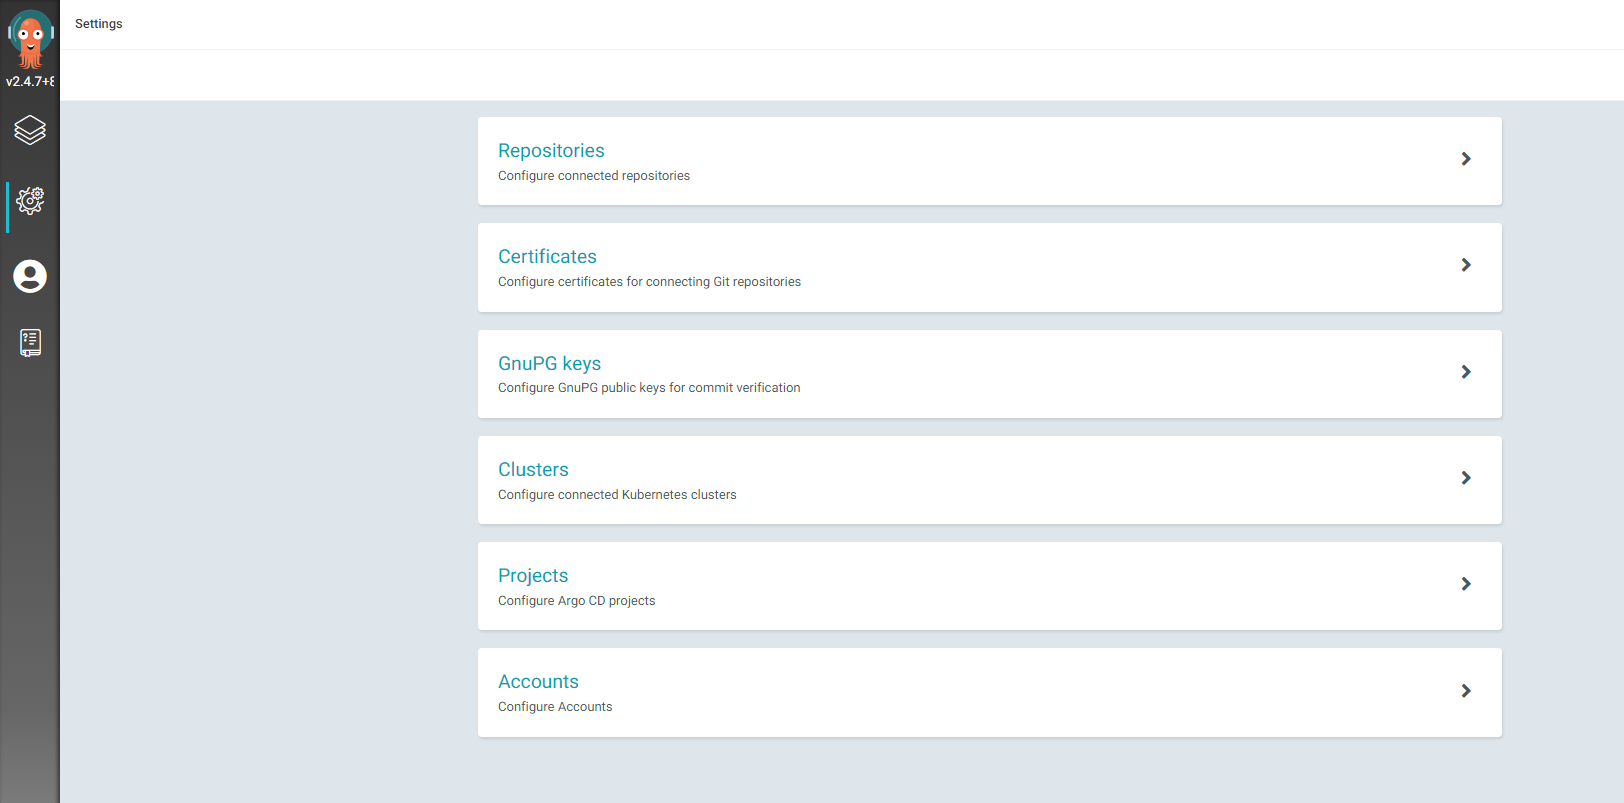 Settings
v2.4.7+8
Repositories
Configure connected repositories
Certificates
Configure certificates for connecting Git repositories
GnuPG keys
Configure GnuPG public keys for commit verification
Clusters
Configure connected Kubernetes clusters
Projects
Configure Argo CD projects
Accounts
Configure Accounts